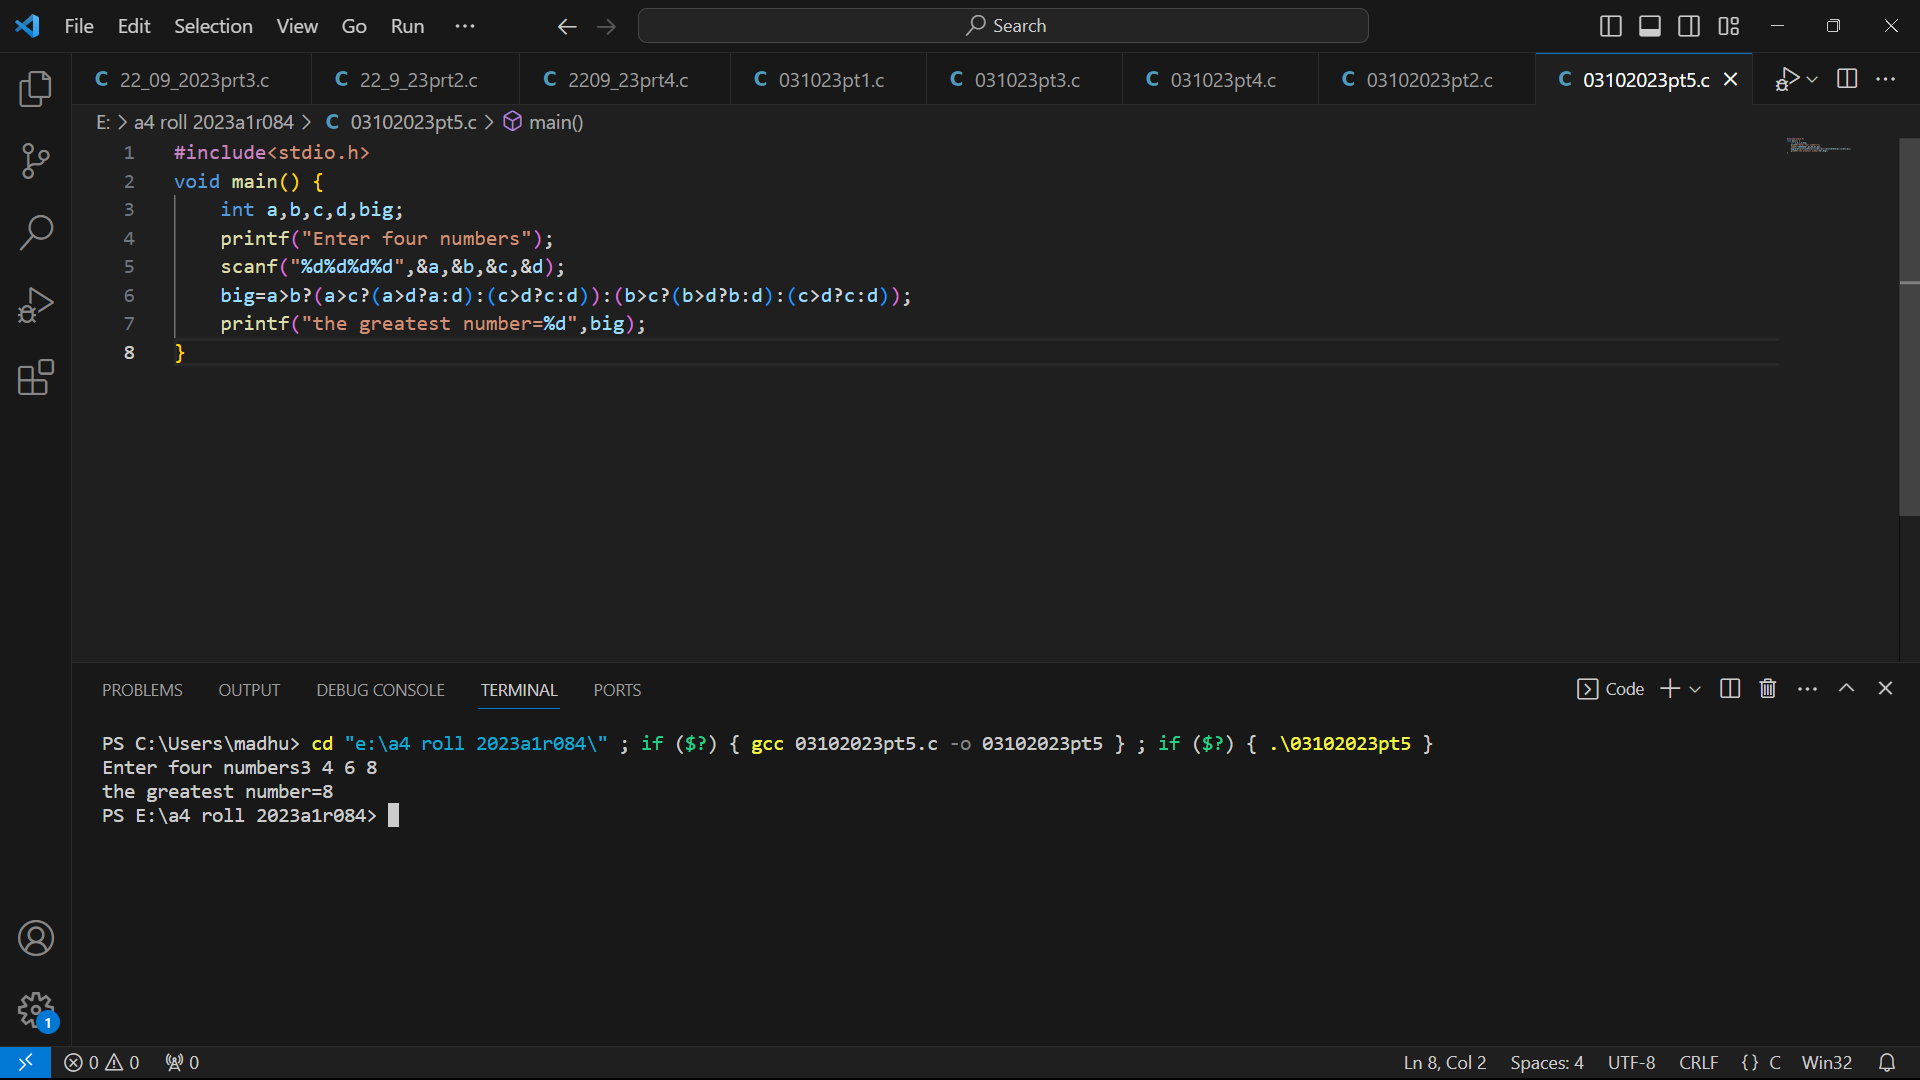 File Edit Selection View Go Run ··· Search
22_09_2023prt3.c 22_9_23prt2.c 2209_23prt4.c 031023pt1.c 031023pt3.c 031023pt4.c 03102023pt2.c 03102023pt5.c
E: > a4 roll 2023a1r084 > C 03102023pt5.c > main()
1 #include<stdio.h>
2 void main() {
3 int a,b,c,d,big;
4 printf("Enter four numbers");
5 scanf("%d%d%d%d",&a,&b,&c,&d);
6 big=a>b?(a>c?(a>d?a:d):(c>d?c:d)):(b>c?(b>d?b:d):(c>d?c:d));
7 printf("the greatest number=%d",big);
8 }
PROBLEMS OUTPUT DEBUG CONSOLE TERMINAL PORTS Code
PS C:\Users\madhu> cd "e:\a4 roll 2023a1r084\" ; if ($?) { gcc 03102023pt5.c -o 03102023pt5 } ; if ($?) { .\03102023pt5 }
Enter four numbers3 4 6 8
the greatest number=8
PS E:\a4 roll 2023a1r084>
1
0 0 0 Ln 8, Col 2 Spaces: 4 UTF-8 CRLF {} C Win32